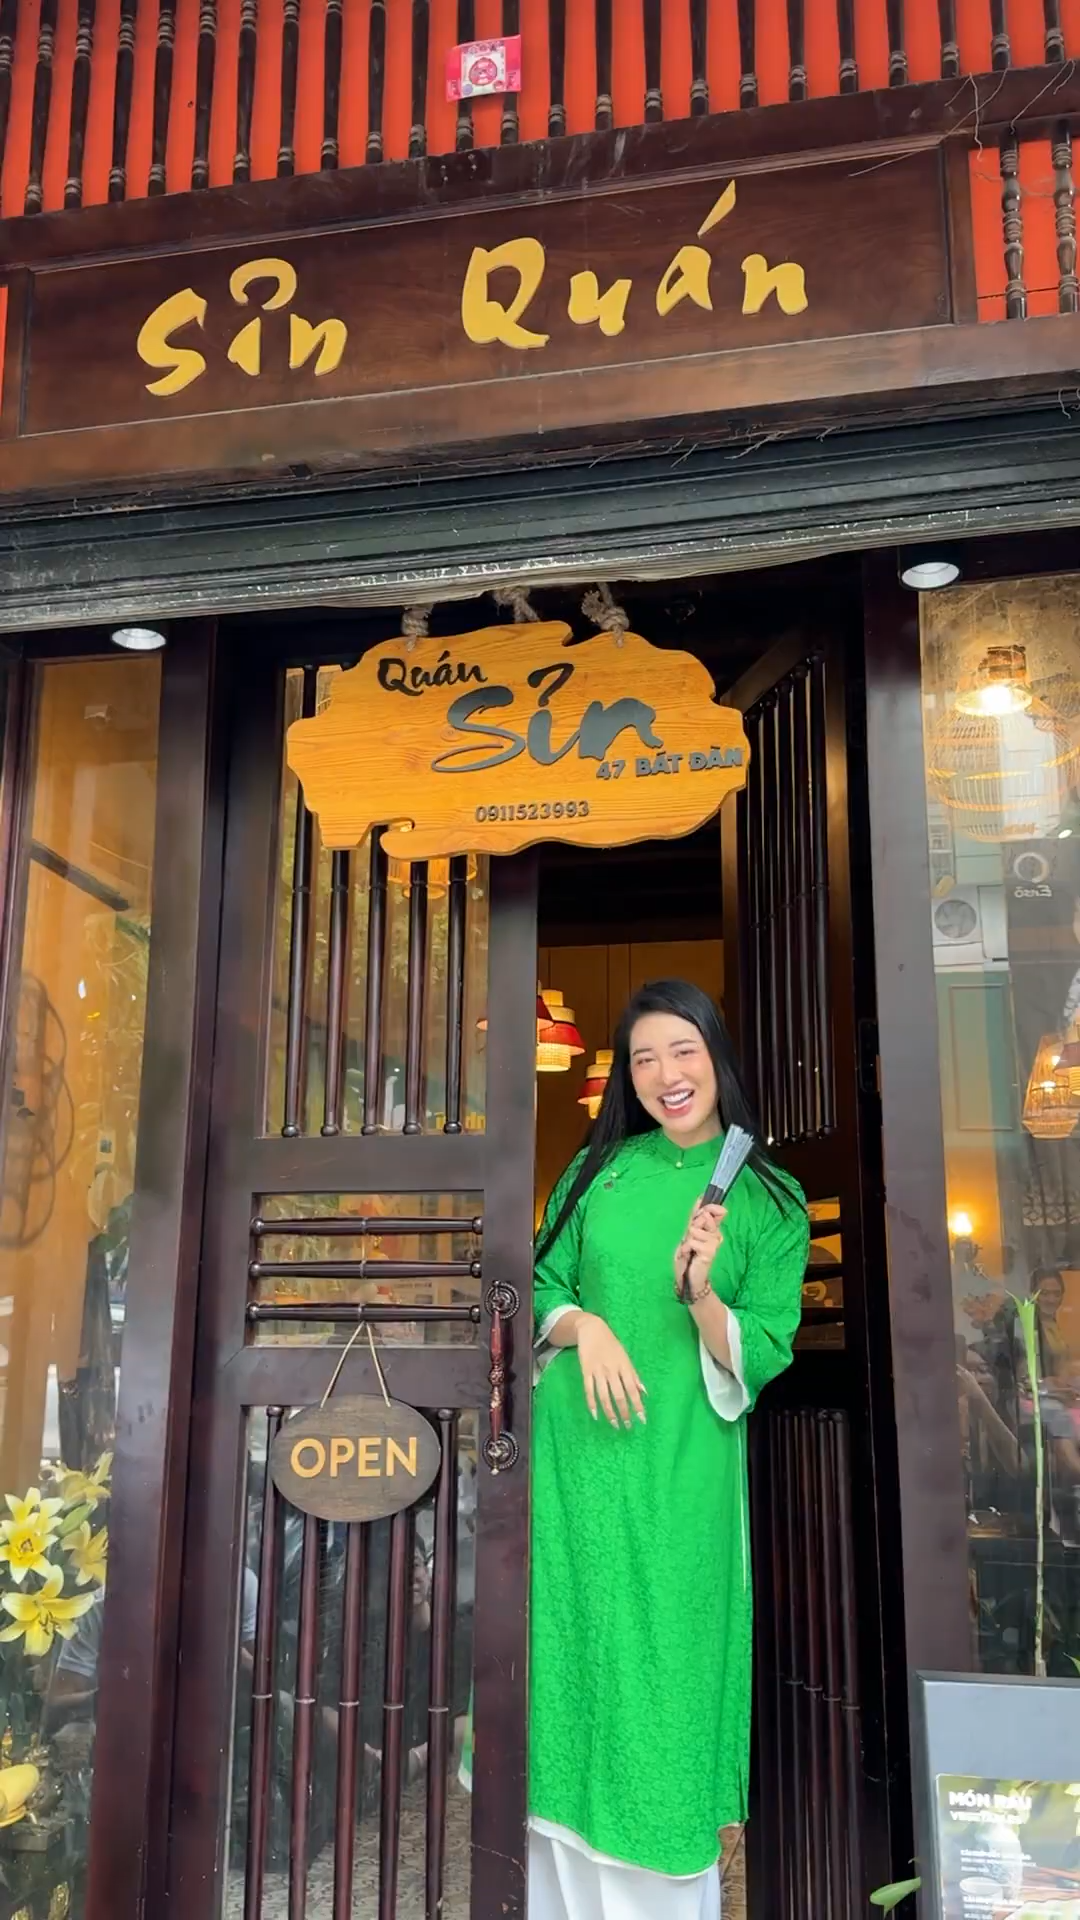 Sỉn Quán
Quán
Sỉn
47 BÁT ĐÀN
0911523993
OPEN
MÓN RAU